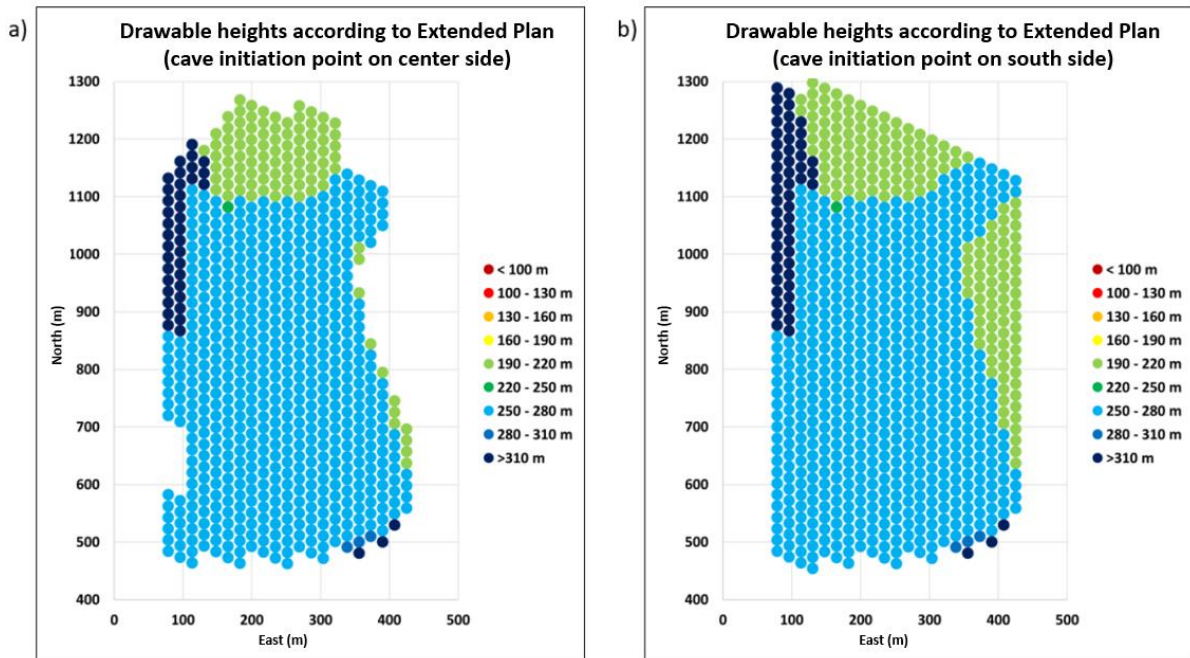 a)
Drawable heights according to Extended Plan
(cave initiation point on center side)
1300
1200
1100
1000
900
800
700
600
500
400
North (m)
0
100
200
300
400
500
East (m)
< 100 m
100 - 130 m
130 - 160 m
160 - 190 m
190 - 220 m
220 - 250 m
250 - 280 m
280 - 310 m
>310 m
b)
Drawable heights according to Extended Plan
(cave initiation point on south side)
1300
1200
1100
1000
900
800
700
600
500
400
North (m)
0
100
200
300
400
500
East (m)
< 100 m
100 - 130 m
130 - 160 m
160 - 190 m
190 - 220 m
220 - 250 m
250 - 280 m
280 - 310 m
>310 m